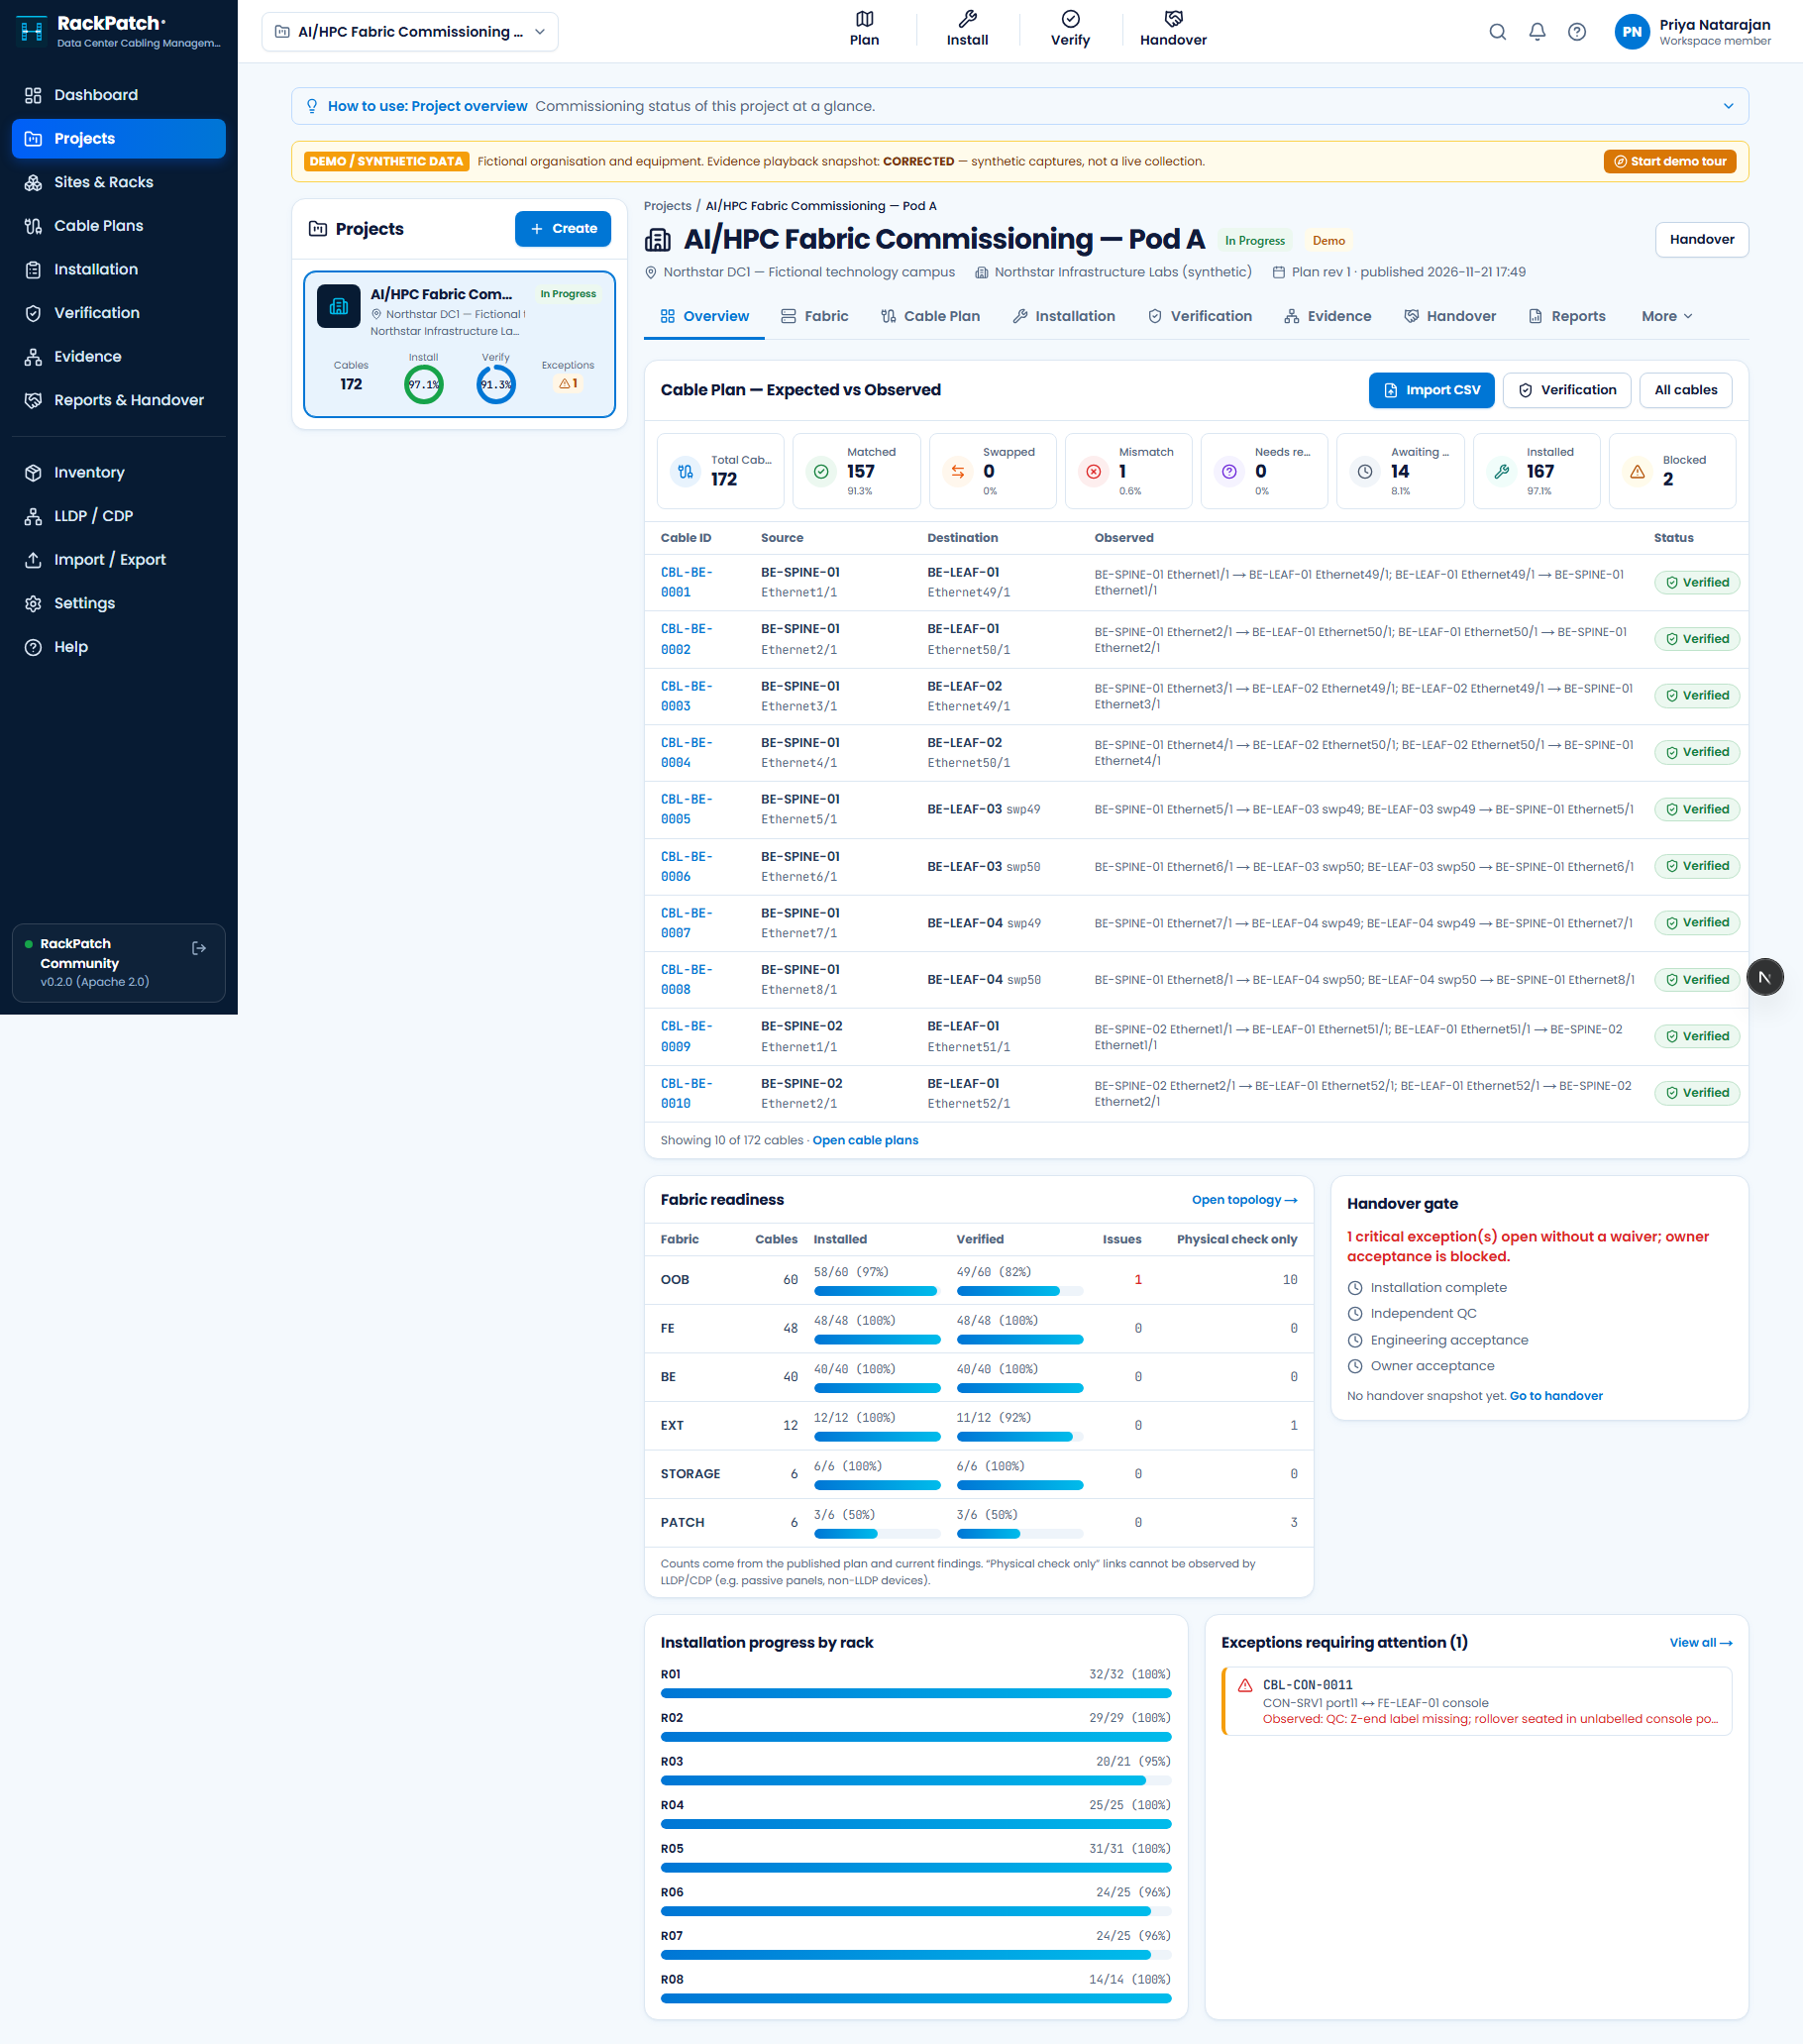 RackPatch
Data Center Cabling Managem...
Dashboard
Projects
Sites & Racks
Cable Plans
Installation
Verification
Evidence
Reports & Handover
Inventory
LLDP / CDP
Import / Export
Settings
Help
RackPatch
Community
v0.2.0 (Apache 2.0)
AI/HPC Fabric Commissioning ...
Plan
Install
Verify
Handover
PN
Priya Natarajan
Workspace member
How to use: Project overview Commissioning status of this project at a glance.
DEMO / SYNTHETIC DATA Fictional organisation and equipment. Evidence playback snapshot: CORRECTED — synthetic captures, not a live collection.
Start demo tour
Projects
Create
AI/HPC Fabric Com... In Progress
Northstar DC1 — Fictional
Northstar Infrastructure La...
Cables Install Verify Exceptions
172 97.1% 91.3% 1
Projects / AI/HPC Fabric Commissioning — Pod A
AI/HPC Fabric Commissioning — Pod A In Progress Demo
Handover
Northstar DC1 — Fictional technology campus Northstar Infrastructure Labs (synthetic) Plan rev 1 · published 2026-11-21 17:49
Overview Fabric Cable Plan Installation Verification Evidence Handover Reports More
Cable Plan — Expected vs Observed
Import CSV Verification All cables
Total Cab...
172
Matched
157
91.3%
Swapped
0
0%
Mismatch
1
0.6%
Needs re...
0
0%
Awaiting ...
14
8.1%
Installed
167
97.1%
Blocked
2
Cable ID Source Destination Observed Status
CBL-BE-0001 BE-SPINE-01 Ethernet1/1 BE-LEAF-01 Ethernet49/1 BE-SPINE-01 Ethernet1/1 → BE-LEAF-01 Ethernet49/1; BE-LEAF-01 Ethernet49/1 → BE-SPINE-01 Ethernet1/1 Verified
CBL-BE-0002 BE-SPINE-01 Ethernet2/1 BE-LEAF-01 Ethernet50/1 BE-SPINE-01 Ethernet2/1 → BE-LEAF-01 Ethernet50/1; BE-LEAF-01 Ethernet50/1 → BE-SPINE-01 Ethernet2/1 Verified
CBL-BE-0003 BE-SPINE-01 Ethernet3/1 BE-LEAF-02 Ethernet49/1 BE-SPINE-01 Ethernet3/1 → BE-LEAF-02 Ethernet49/1; BE-LEAF-02 Ethernet49/1 → BE-SPINE-01 Ethernet3/1 Verified
CBL-BE-0004 BE-SPINE-01 Ethernet4/1 BE-LEAF-02 Ethernet50/1 BE-SPINE-01 Ethernet4/1 → BE-LEAF-02 Ethernet50/1; BE-LEAF-02 Ethernet50/1 → BE-SPINE-01 Ethernet4/1 Verified
CBL-BE-0005 BE-SPINE-01 Ethernet5/1 BE-LEAF-03 swp49 BE-SPINE-01 Ethernet5/1 → BE-LEAF-03 swp49; BE-LEAF-03 swp49 → BE-SPINE-01 Ethernet5/1 Verified
CBL-BE-0006 BE-SPINE-01 Ethernet6/1 BE-LEAF-03 swp50 BE-SPINE-01 Ethernet6/1 → BE-LEAF-03 swp50; BE-LEAF-03 swp50 → BE-SPINE-01 Ethernet6/1 Verified
CBL-BE-0007 BE-SPINE-01 Ethernet7/1 BE-LEAF-04 swp49 BE-SPINE-01 Ethernet7/1 → BE-LEAF-04 swp49; BE-LEAF-04 swp49 → BE-SPINE-01 Ethernet7/1 Verified
CBL-BE-0008 BE-SPINE-01 Ethernet8/1 BE-LEAF-04 swp50 BE-SPINE-01 Ethernet8/1 → BE-LEAF-04 swp50; BE-LEAF-04 swp50 → BE-SPINE-01 Ethernet8/1 Verified
CBL-BE-0009 BE-SPINE-02 Ethernet1/1 BE-LEAF-01 Ethernet51/1 BE-SPINE-02 Ethernet1/1 → BE-LEAF-01 Ethernet51/1; BE-LEAF-01 Ethernet51/1 → BE-SPINE-02 Ethernet1/1 Verified
CBL-BE-0010 BE-SPINE-02 Ethernet2/1 BE-LEAF-01 Ethernet52/1 BE-SPINE-02 Ethernet2/1 → BE-LEAF-01 Ethernet52/1; BE-LEAF-01 Ethernet52/1 → BE-SPINE-02 Ethernet2/1 Verified
Showing 10 of 172 cables · Open cable plans
N
Fabric readiness Open topology →
Fabric Cables Installed Verified Issues Physical check only
OOB 60 58/60 (97%) 49/60 (82%) 1 10
FE 48 48/48 (100%) 48/48 (100%) 0 0
BE 40 40/40 (100%) 40/40 (100%) 0 0
EXT 12 12/12 (100%) 11/12 (92%) 0 1
STORAGE 6 6/6 (100%) 6/6 (100%) 0 0
PATCH 6 3/6 (50%) 3/6 (50%) 0 3
Counts come from the published plan and current findings. “Physical check only” links cannot be observed by
LLDP/CDP (e.g. passive panels, non-LLDP devices).
Handover gate
1 critical exception(s) open without a waiver; owner
acceptance is blocked.
Installation complete
Independent QC
Engineering acceptance
Owner acceptance
No handover snapshot yet. Go to handover
Installation progress by rack
R01 32/32 (100%)
R02 29/29 (100%)
R03 20/21 (95%)
R04 25/25 (100%)
R05 31/31 (100%)
R06 24/25 (96%)
R07 24/25 (96%)
R08 14/14 (100%)
Exceptions requiring attention (1) View all →
CBL-CON-0011
CON-SRV1 port11 ↔ FE-LEAF-01 console
Observed: QC: Z-end label missing; rollover seated in unlabelled console po...